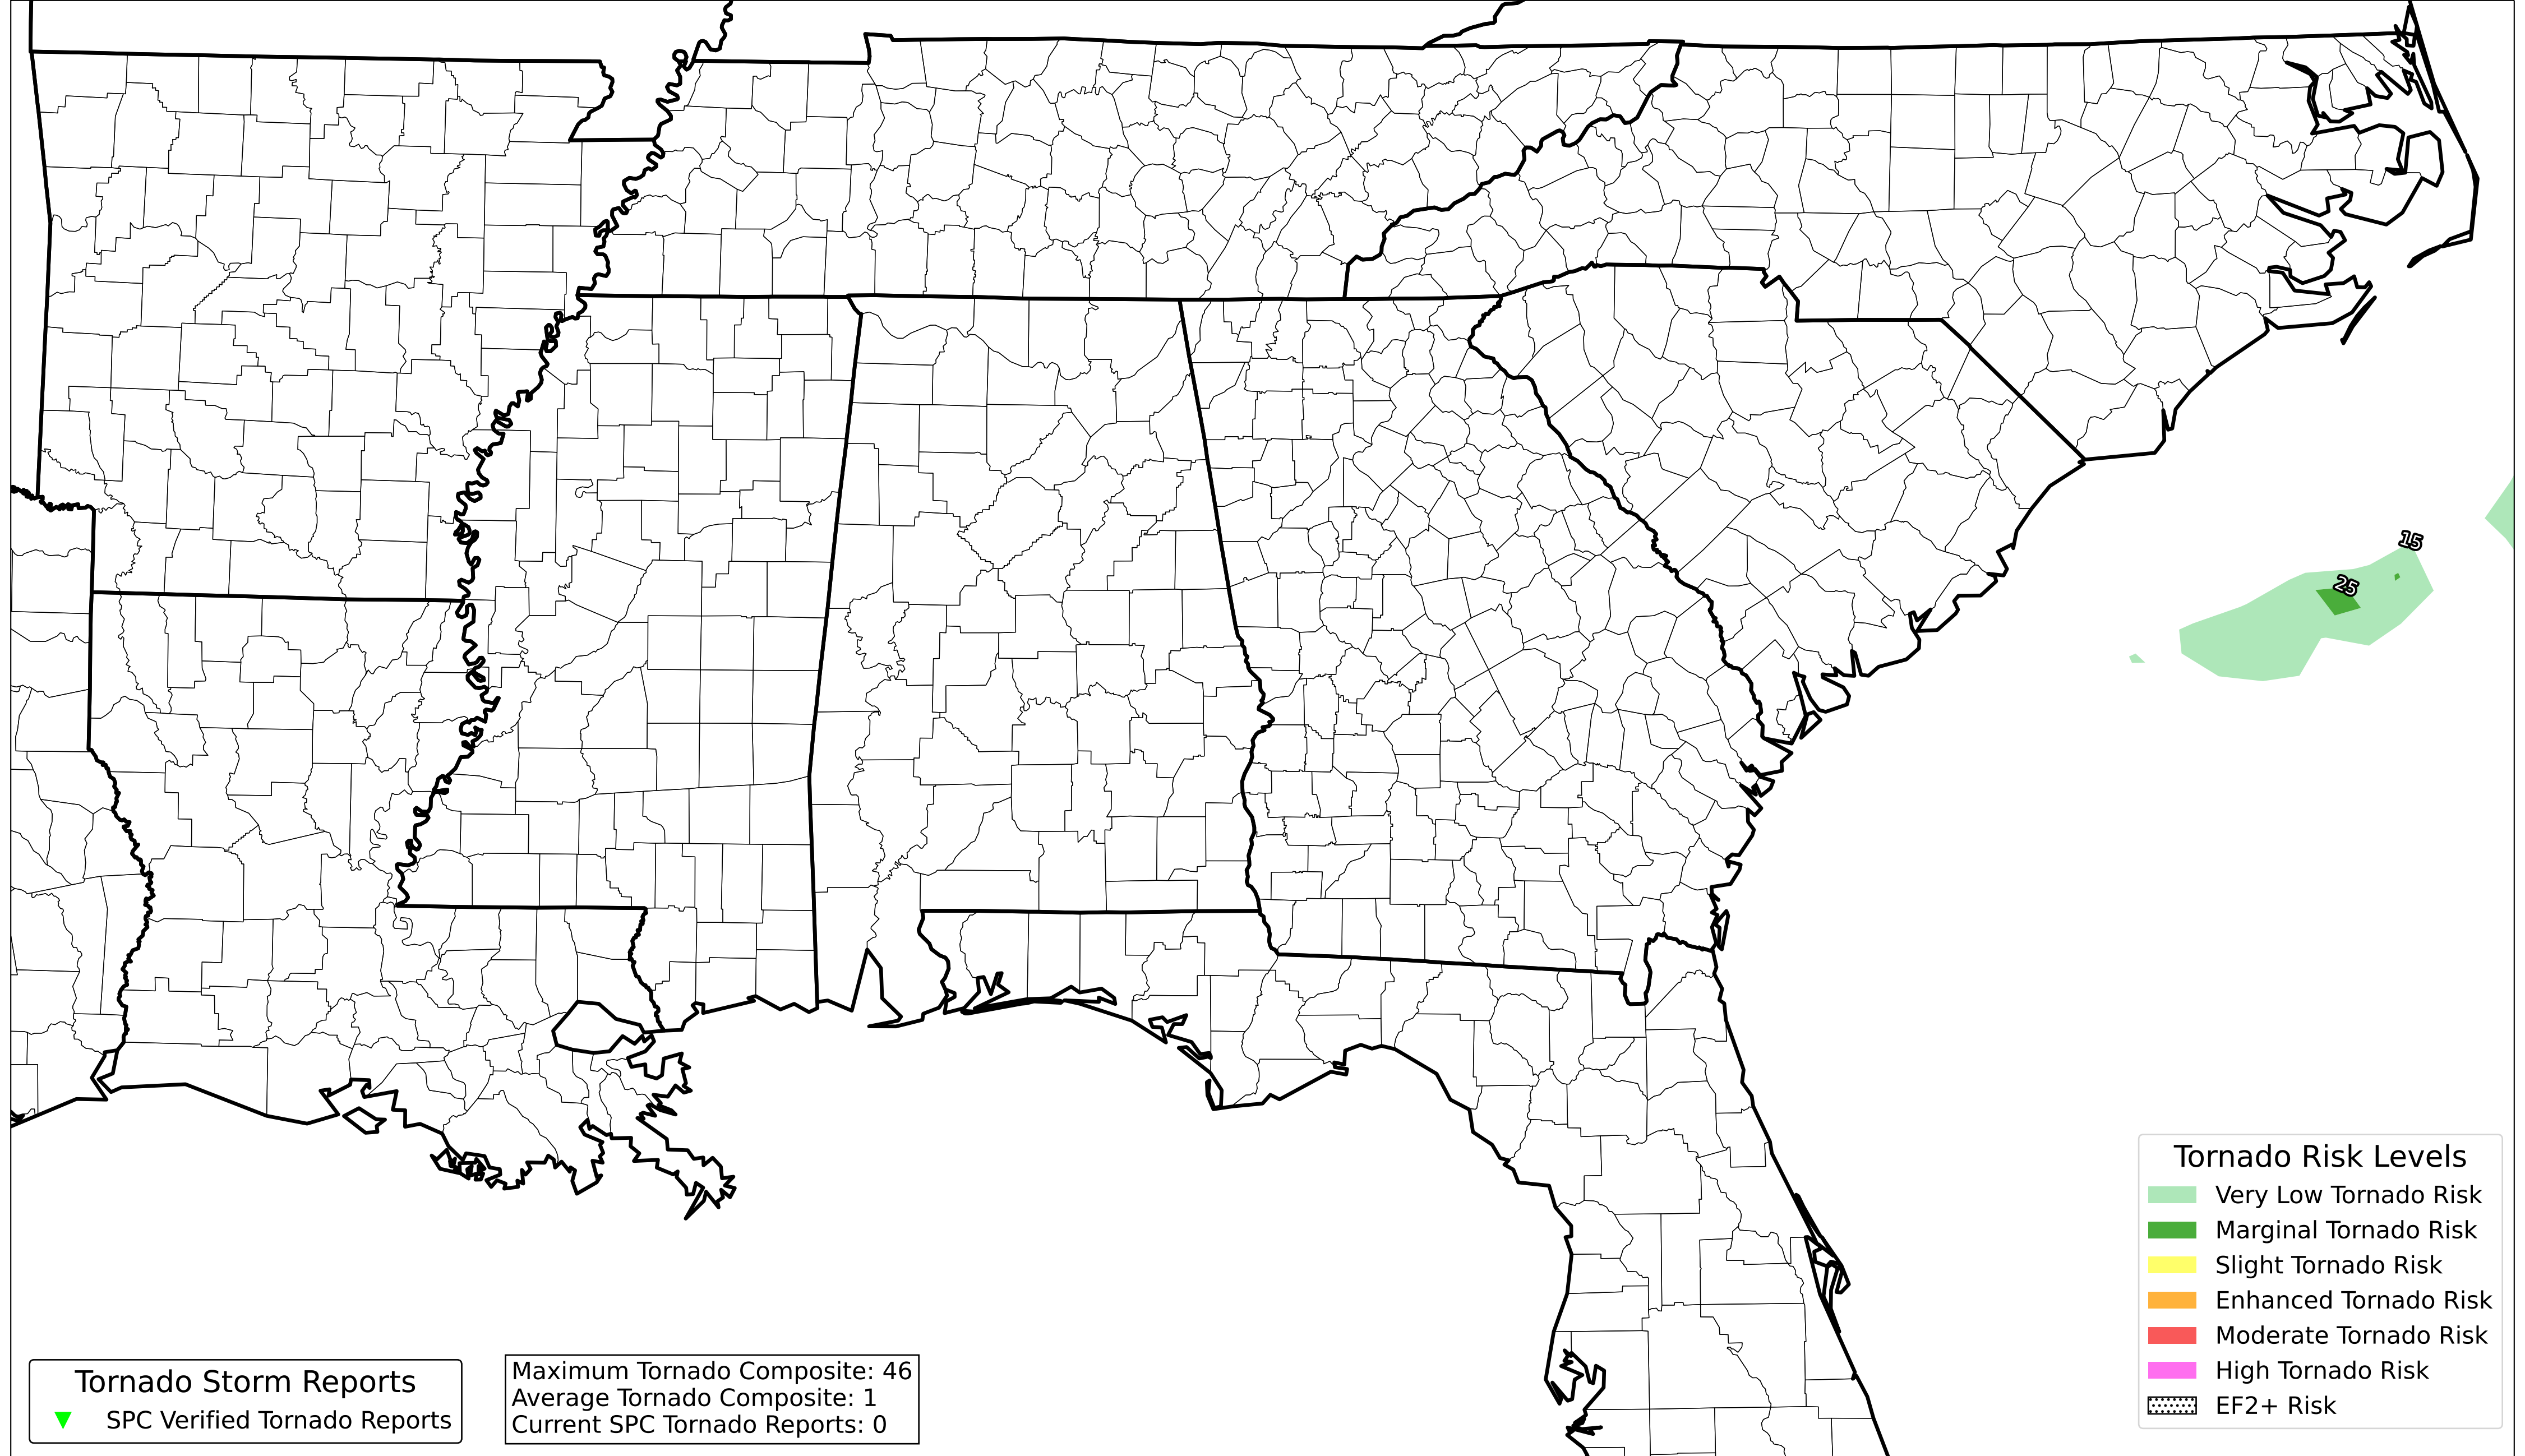 15
25
Tornado Risk Levels
Very Low Tornado Risk
Marginal Tornado Risk
Slight Tornado Risk
Enhanced Tornado Risk
Moderate Tornado Risk
High Tornado Risk
EF2+ Risk
Tornado Storm Reports
SPC Verified Tornado Reports
Maximum Tornado Composite: 46
Average Tornado Composite: 1
Current SPC Tornado Reports: 0